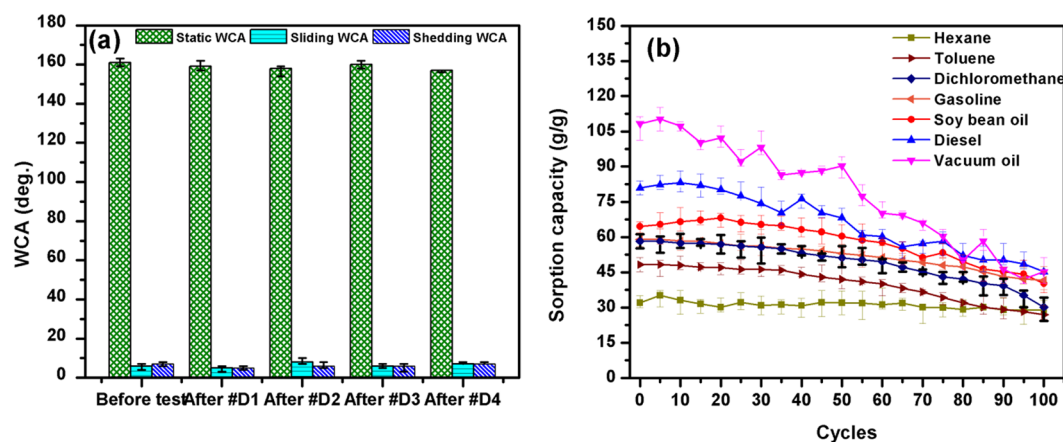 (a)
Static WCA Sliding WCA Shedding WCA
WCA (deg.)
180
160
140
120
100
80
60
40
20
0
Before test After #D1 After #D2 After #D3 After #D4
(b)
Hexane
Toluene
Dichloromethane
Gasoline
Soy bean oil
Diesel
Vacuum oil
Sorption capacity (g/g)
150
135
120
105
90
75
60
45
30
15
0
0 10 20 30 40 50 60 70 80 90 100
Cycles